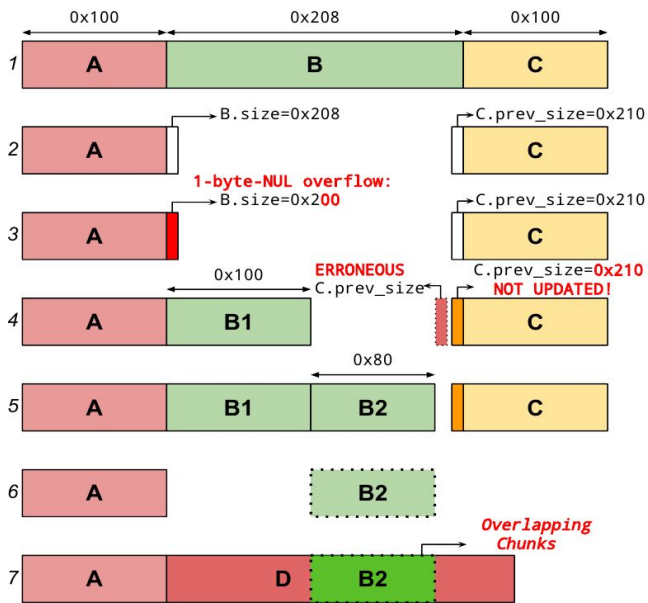 0x100 0x208 0x100
1 A B C
B.size=0x208 C.prev_size=0x210
2 A C
1-byte-NUL overflow:
B.size=0x200 C.prev_size=0x210
3 A C
0x100 ERRONEOUS C.prev_size=0x210
C.prev_size NOT UPDATED!
4 A B1 C
0x80
5 A B1 B2 C
6 A B2
Overlapping
Chunks
7 A D B2